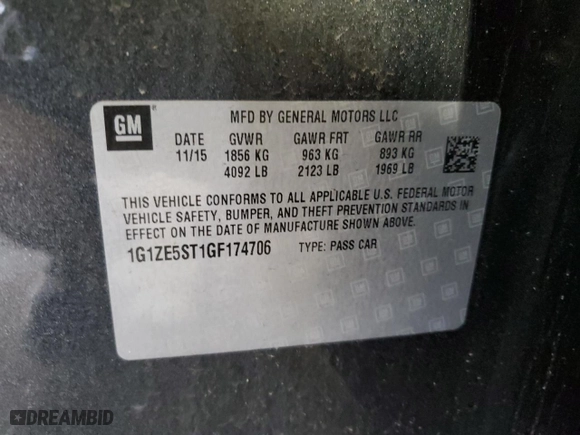 GM
MFD BY GENERAL MOTORS LLC
DATE GVWR GAWR FRT GAWR RR
11/15 1856 KG 963 KG 893 KG
4092 LB 2123 LB 1969 LB
THIS VEHICLE CONFORMS TO ALL APPLICABLE U.S. FEDERAL MOTOR
VEHICLE SAFETY, BUMPER, AND THEFT PREVENTION STANDARDS IN
EFFECT ON THE DATE OF MANUFACTURE SHOWN ABOVE.
1G1ZE5ST1GF174706 TYPE: PASS CAR
DREAMBID